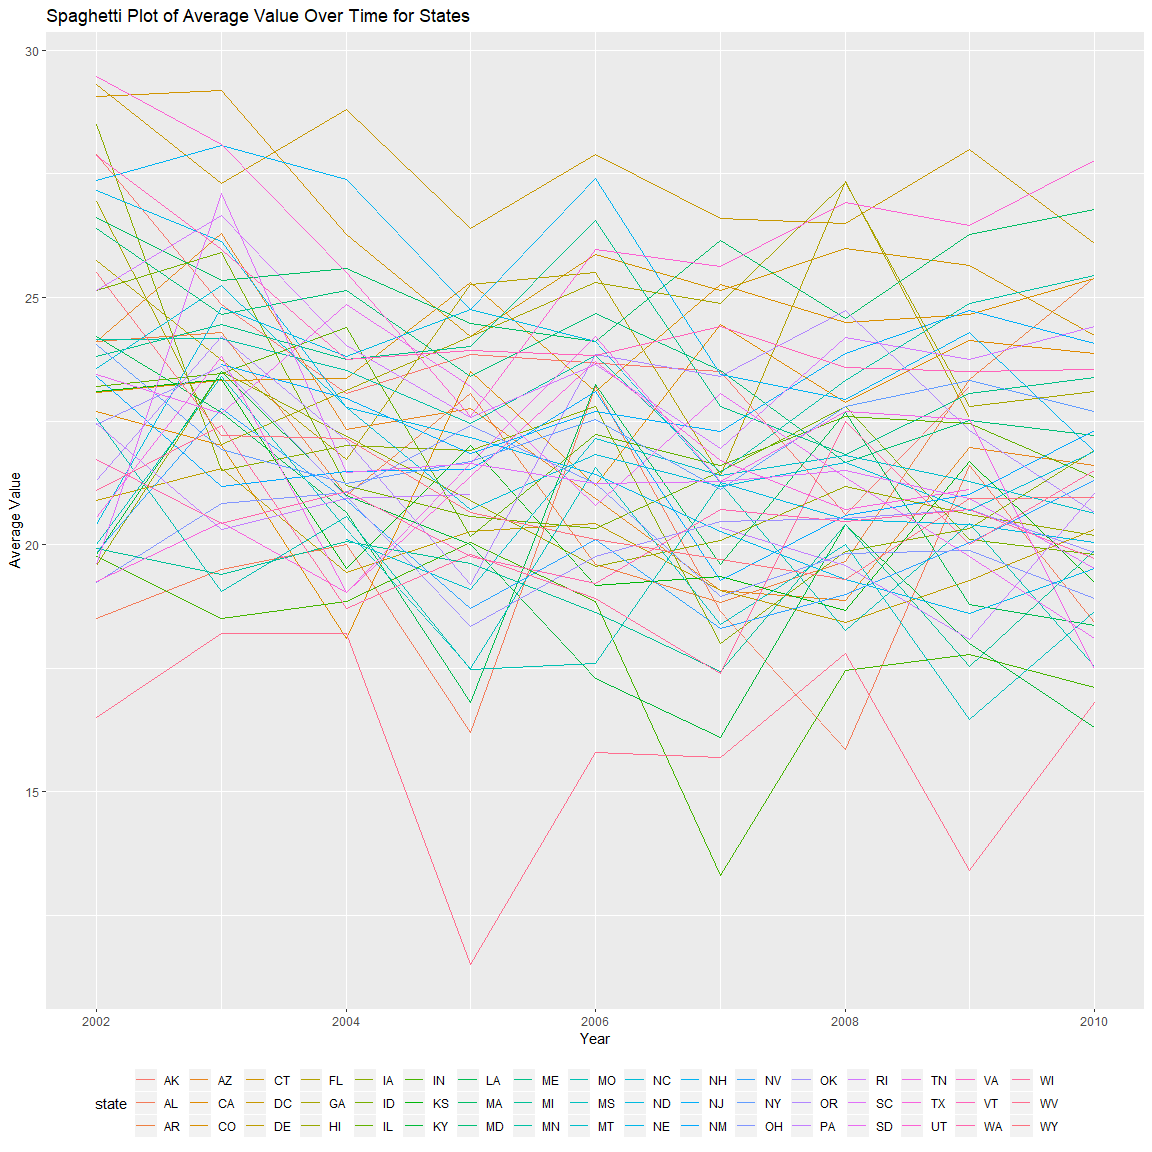 Spaghetti Plot of Average Value Over Time for States
30
25
20
15
Average Value
2002
2004
2006
2008
2010
Year
state
AK AZ CT FL IA IN LA ME MO NC NH NV OK RI TN VA WI
AL CA DC GA ID KS MA MI MS ND NJ NY OR SC TX VT WV
AR CO DE HI IL KY MD MN MT NE NM OH PA SD UT WA WY